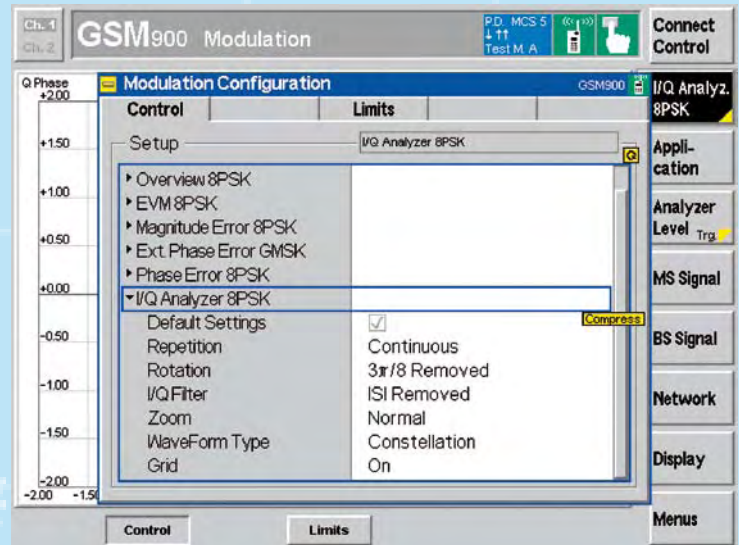 Ch. 1
Ch. 2
GSM900 Modulation
P.D. MCS 5
Test M. A
Connect Control
Q Phase
Modulation Configuration
GSM900
Control
Limits
Setup
I/Q Analyzer 8PSK
Overview 8PSK
EVM 8PSK
Magnitude Error 8PSK
Ext. Phase Error GMSK
Phase Error 8PSK
I/Q Analyzer 8PSK
Compress
Default Settings
Repetition Continuous
Rotation 3π/8 Removed
I/Q Filter ISI Removed
Zoom Normal
WaveForm Type Constellation
Grid On
+2.00
+1.50
+1.00
+0.50
+0.00
-0.50
-1.00
-1.50
-2.00
-2.00 -1.50
I/Q Analyz. 8PSK
Appli-
cation
Analyzer
Level Trg.
MS Signal
BS Signal
Network
Display
Menus
Control
Limits